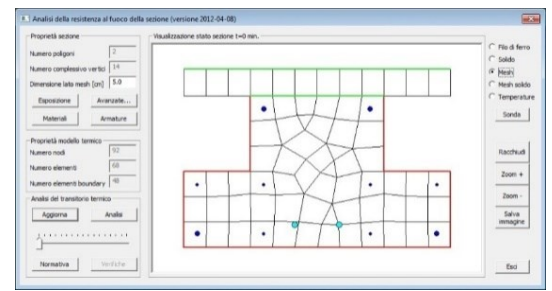 Analisi della resistenza al fuoco della sezione (versione 2012-04-08)
Proprietà sezione
Numero poligoni 2
Numero complessivo vertici 14
Dimensione lato mesh [cm] 5.0
Esposizione Avanzate...
Materiali Armature
Proprietà modello termico
Numero nodi 92
Numero elementi 68
Numero elementi boundary 48
Analisi del transitorio termico
Aggiorna Analisi
Normativa Verifiche
Visualizzazione stato sezione t=0 min.
Filo di ferro
Solido
Mesh
Mesh solido
Temperature
Sonda
Racchiudi
Zoom +
Zoom -
Salva
immagine
Esci